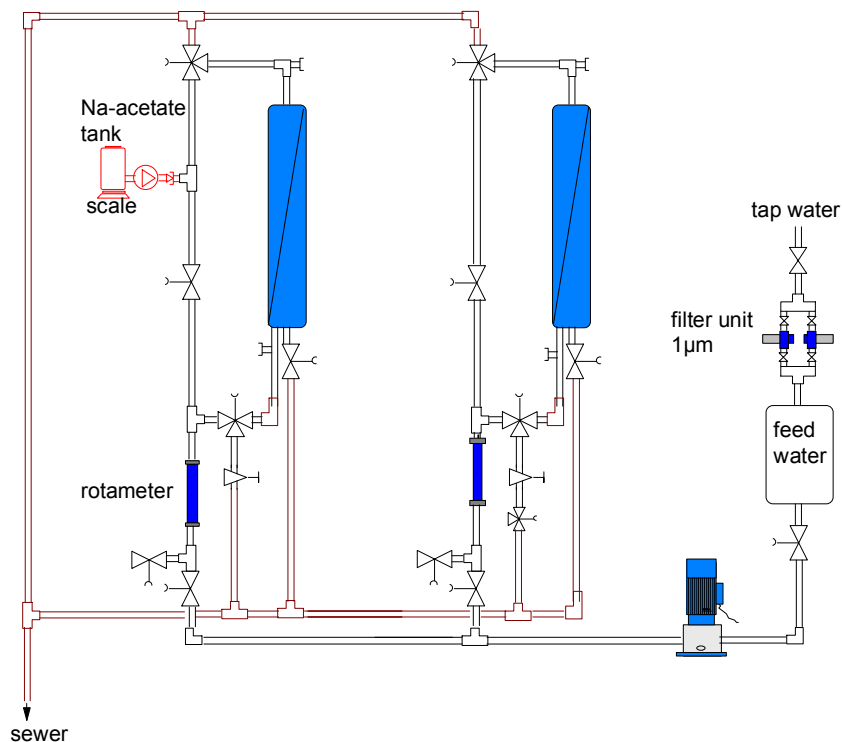 Na-acetate
tank
scale
tap water
filter unit
1µm
feed
water
rotameter
sewer